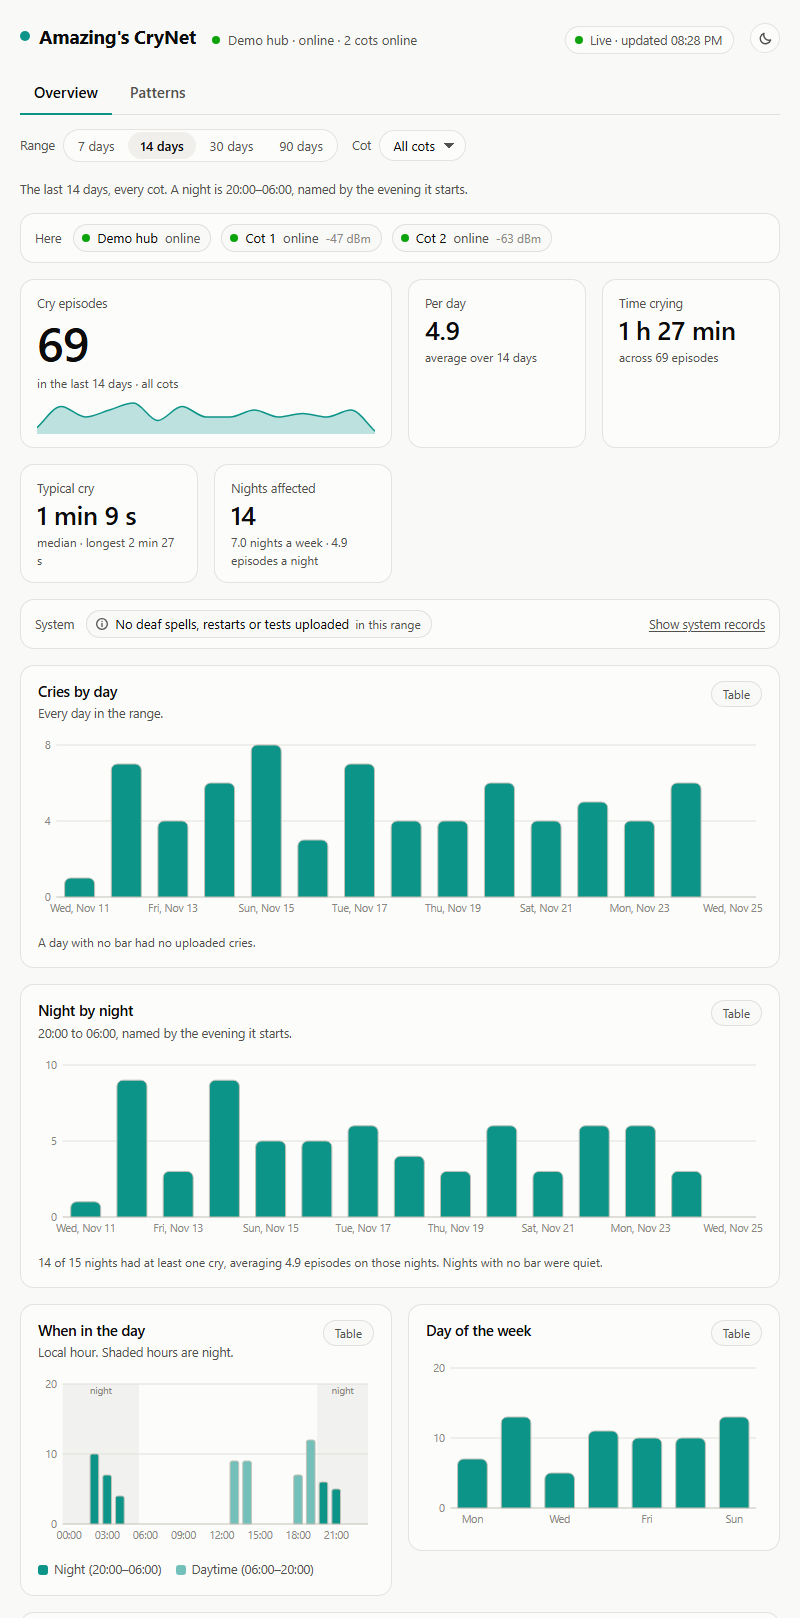 Amazing's CryNet
Demo hub · online · 2 cots online
Live · updated 08:28 PM
Overview
Patterns
Range
7 days
14 days
30 days
90 days
Cot
All cots
The last 14 days, every cot. A night is 20:00–06:00, named by the evening it starts.
Here
Demo hub online
Cot 1 online -47 dBm
Cot 2 online -63 dBm
Cry episodes
69
in the last 14 days · all cots
Per day
4.9
average over 14 days
Time crying
1 h 27 min
across 69 episodes
Typical cry
1 min 9 s
median · longest 2 min 27
s
Nights affected
14
7.0 nights a week · 4.9
episodes a night
System
No deaf spells, restarts or tests uploaded in this range
Show system records
Cries by day
Table
Every day in the range.
8
4
0
Wed, Nov 11
Fri, Nov 13
Sun, Nov 15
Tue, Nov 17
Thu, Nov 19
Sat, Nov 21
Mon, Nov 23
Wed, Nov 25
A day with no bar had no uploaded cries.
Night by night
Table
20:00 to 06:00, named by the evening it starts.
10
5
0
Wed, Nov 11
Fri, Nov 13
Sun, Nov 15
Tue, Nov 17
Thu, Nov 19
Sat, Nov 21
Mon, Nov 23
Wed, Nov 25
14 of 15 nights had at least one cry, averaging 4.9 episodes on those nights. Nights with no bar were quiet.
When in the day
Table
Local hour. Shaded hours are night.
20
10
0
night
night
00:00
03:00
06:00
09:00
12:00
15:00
18:00
21:00
Night (20:00–06:00)
Daytime (06:00–20:00)
Day of the week
Table
20
10
0
Mon
Wed
Fri
Sun